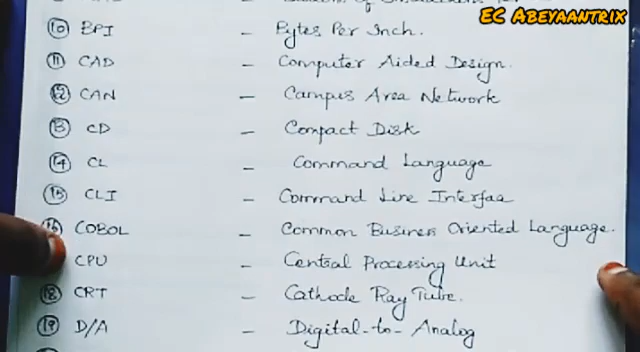 EC ABEYAANTRIX
10 BPI - Bytes Per Inch.
11 CAD - Computer Aided Design.
12 CAN - Campus Area Network
13 CD - Compact Disk
14 CL - Command Language
15 CLI - Command Line Interface
16 COBOL - Common Business Oriented Language.
CPU - Central Processing Unit
18 CRT - Cathode Ray Tube.
19 D/A - Digital-to-Analog